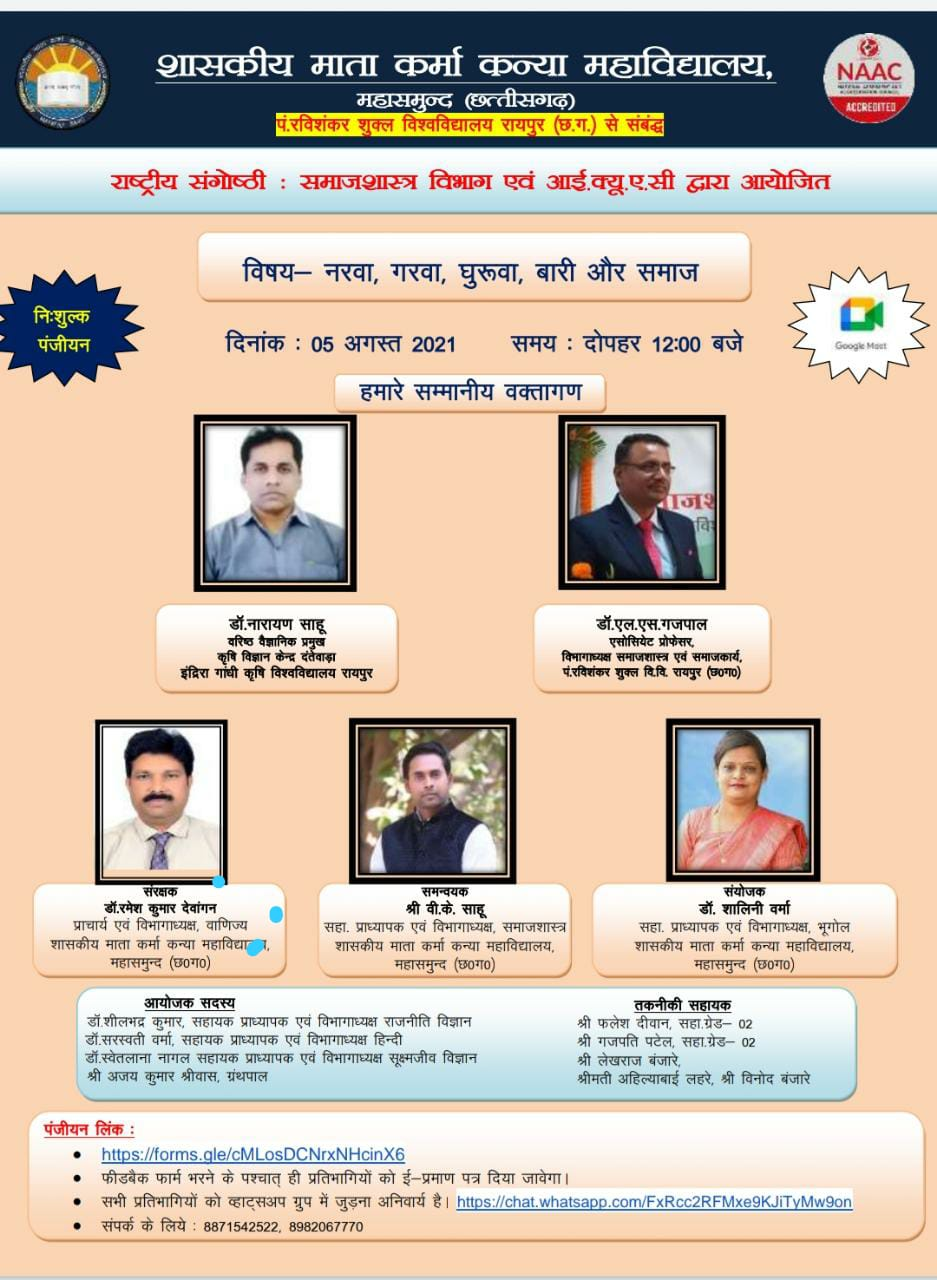 शासकीय माता कर्मा कन्या महाविद्यालय,
महासमुन्द (छत्तीसगढ़)
पं.रविशंकर शुक्ल विश्वविद्यालय रायपुर (छ.ग.) से संबंद्ध
NAAC
ACCREDITED
राष्ट्रीय संगोष्ठी : समाजशास्त्र विभाग एवं आई.क्यू.ए.सी द्वारा आयोजित
विषय– नरवा, गरवा, घुरूवा, बारी और समाज
निःशुल्क
पंजीयन
Google Meet
दिनांक : 05 अगस्त 2021 समय : दोपहर 12:00 बजे
हमारे सम्मानीय वक्तागण
डॉ.नारायण साहू
वरिष्ठ वैज्ञानिक प्रमुख
कृषि विज्ञान केन्द्र दंतेवाड़ा
इंद्रिरा गांधी कृषि विश्वविद्यालय रायपुर
डॉ.एल.एस.गजपाल
एसोसियेट प्रोफेसर,
विभागाध्यक्ष समाजशास्त्र एवं समाजकार्य,
पं.रविशंकर शुक्ल वि.वि. रायपुर (छ0ग0)
संरक्षक
डॉ.रमेश कुमार देवांगन
प्राचार्य एवं विभागाध्यक्ष, वाणिज्य
शासकीय माता कर्मा कन्या
महासमुन्द (छ0ग0)
समन्वयक
श्री वी.के. साहू
सहा. प्राध्यापक एवं विभागाध्यक्ष, समाजशास्त्र
शासकीय माता कर्मा कन्या महाविद्यालय,
महासमुन्द (छ0ग0)
संयोजक
डॉ. शालिनी वर्मा
सहा. प्राध्यापक एवं विभागाध्यक्ष, भूगोल
शासकीय माता कर्मा कन्या महाविद्यालय,
महासमुन्द (छ0ग0)
आयोजक सदस्य
डॉ.शीलभद्र कुमार, सहायक प्राध्यापक एवं विभागाध्यक्ष राजनीति विज्ञान
डॉ.सरस्वती वर्मा, सहायक प्राध्यापक एवं विभागाध्यक्ष हिन्दी
डॉ.स्वेतलाना नागल सहायक प्राध्यापक एवं विभागाध्यक्ष सूक्ष्मजीव विज्ञान
श्री अजय कुमार श्रीवास, ग्रंथपाल
तकनीकी सहायक
श्री फलेश दीवान, सहा.ग्रेड– 02
श्री गजपति पटेल, सहा.ग्रेड– 02
श्री लेखराज बंजारे,
श्रीमती अहिल्याबाई लहरे, श्री विनोद बंजारे
पंजीयन लिंक :
• https://forms.gle/cMLosDCNrxNHcinX6
• फीडबैक फार्म भरने के पश्चात् ही प्रतिभागियों को ई–प्रमाण पत्र दिया जावेगा।
• सभी प्रतिभागियों को व्हाट्सअप ग्रुप में जुड़ना अनिवार्य है। https://chat.whatsapp.com/FxRcc2RFMxe9KJiTyMw9on
• संपर्क के लिये : 8871542522, 8982067770